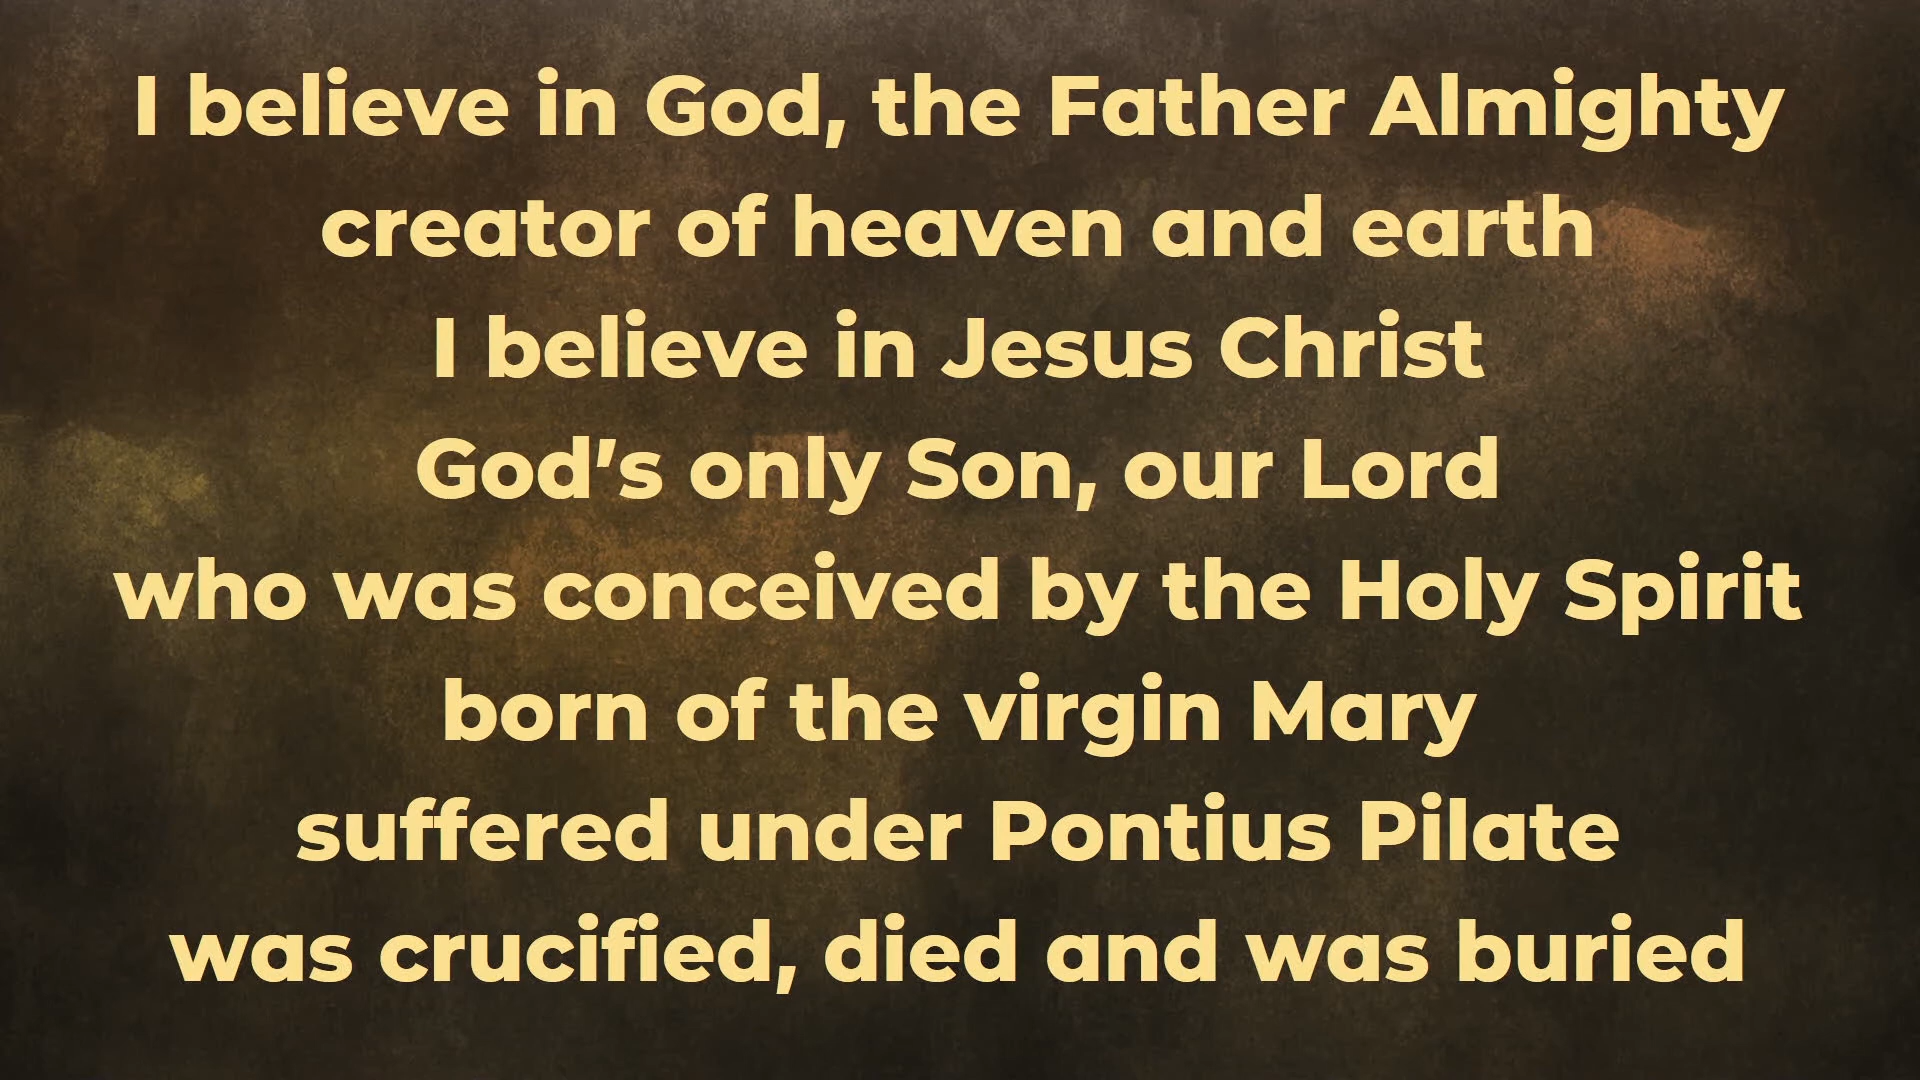 I believe in God, the Father Almighty
creator of heaven and earth
I believe in Jesus Christ
God's only Son, our Lord
who was conceived by the Holy Spirit
born of the virgin Mary
suffered under Pontius Pilate
was crucified, died and was buried